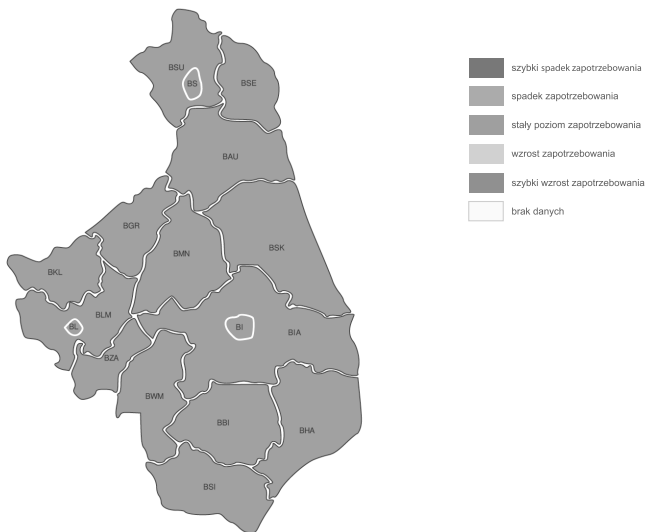 BSU
BS
BSE
BAU
BGR
BMN
BSK
BKL
BLM
BL
BI
BIA
BZA
BWM
BBI
BHA
BSI
szybki spadek zapotrzebowania
spadek zapotrzebowania
stały poziom zapotrzebowania
wzrost zapotrzebowania
szybki wzrost zapotrzebowania
brak danych